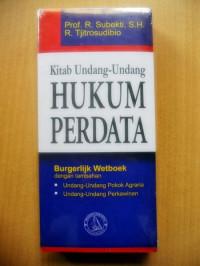 Prof. R. Subekti, S.H.
R. Tjitrosudibio
Kitab Undang-Undang
HUKUM
PERDATA
Burgerlijk Wetboek
dengan tambahan
Undang-Undang Pokok Agraria
Undang-Undang Perkawinan